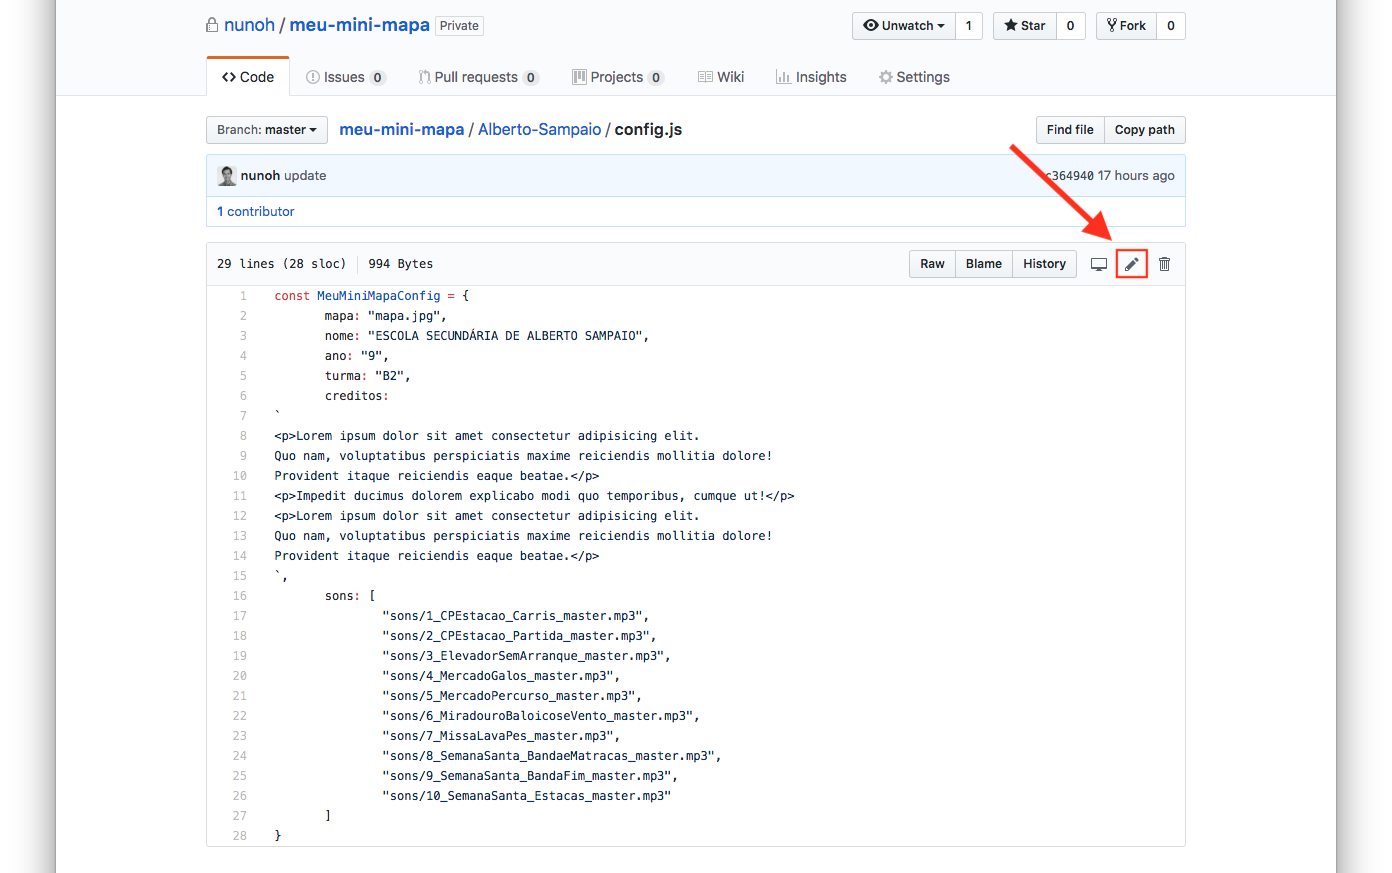 nunoh / meu-mini-mapa Private Unwatch 1 Star 0 Fork 0
Code Issues 0 Pull requests 0 Projects 0 Wiki Insights Settings
Branch: master meu-mini-mapa / Alberto-Sampaio / config.js Find file Copy path
nunoh update c364940 17 hours ago
1 contributor
29 lines (28 sloc) 994 Bytes Raw Blame History
1 const MeuMiniMapaConfig = {
2 mapa: "mapa.jpg",
3 nome: "ESCOLA SECUNDÁRIA DE ALBERTO SAMPAIO",
4 ano: "9",
5 turma: "B2",
6 creditos:
7 `
8 <p>Lorem ipsum dolor sit amet consectetur adipisicing elit.
9 Quo nam, voluptatibus perspiciatis maxime reiciendis mollitia dolore!
10 Provident itaque reiciendis eaque beatae.</p>
11 <p>Impedit ducimus dolorem explicabo modi quo temporibus, cumque ut!</p>
12 <p>Lorem ipsum dolor sit amet consectetur adipisicing elit.
13 Quo nam, voluptatibus perspiciatis maxime reiciendis mollitia dolore!
14 Provident itaque reiciendis eaque beatae.</p>
15 `,
16 sons: [
17 "sons/1_CPEstacao_Carris_master.mp3",
18 "sons/2_CPEstacao_Partida_master.mp3",
19 "sons/3_ElevadorSemArranque_master.mp3",
20 "sons/4_MercadoGalos_master.mp3",
21 "sons/5_MercadoPercurso_master.mp3",
22 "sons/6_MiradouroBaloicoseVento_master.mp3",
23 "sons/7_MissaLavaPes_master.mp3",
24 "sons/8_SemanaSanta_BandaeMatracas_master.mp3",
25 "sons/9_SemanaSanta_BandaFim_master.mp3",
26 "sons/10_SemanaSanta_Estacas_master.mp3"
27 ]
28 }